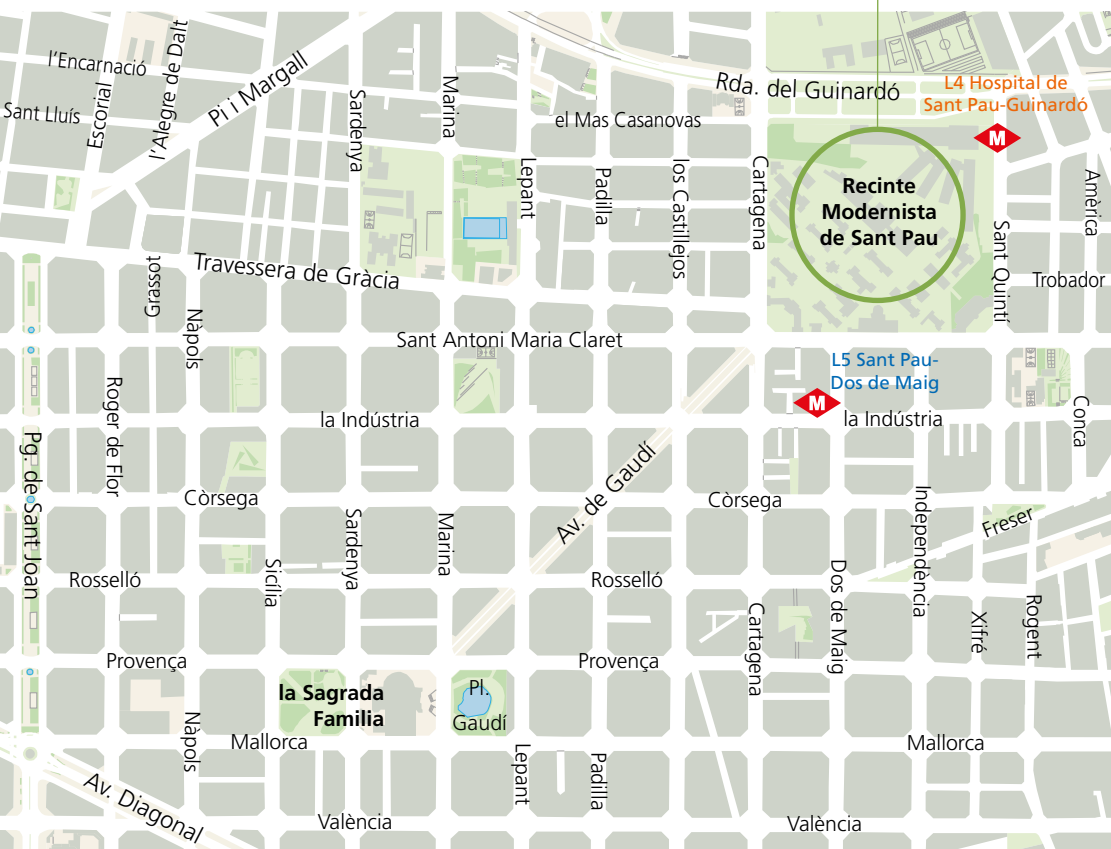 l'Encarnació
Sant Lluís
Escorial
l'Alegre de Dalt
Pi i Margall
Sardenya
Marina
Rda. del Guinardó
L4 Hospital de
Sant Pau-Guinardó
M
el Mas Casanovas
Lepant
Padilla
los Castillejos
Cartagena
Recinte
Modernista
de Sant Pau
Amèrica
Sant Quintí
Trobador
Travessera de Gràcia
Grassot
Nàpols
Sant Antoni Maria Claret
L5 Sant Pau-
Dos de Maig
M
Roger de Flor
la Indústria
la Indústria
Conca
Pg. de Sant Joan
Av. de Gaudí
Còrsega
Còrsega
Sardenya
Marina
Independència
Freser
Rosselló
Sicília
Rosselló
Cartagena
Dos de Maig
Xifré
Rogent
Provença
Provença
la Sagrada
Familia
Pl.
Gaudí
Nàpols
Mallorca
Mallorca
Lepant
Padilla
Av. Diagonal
València
València